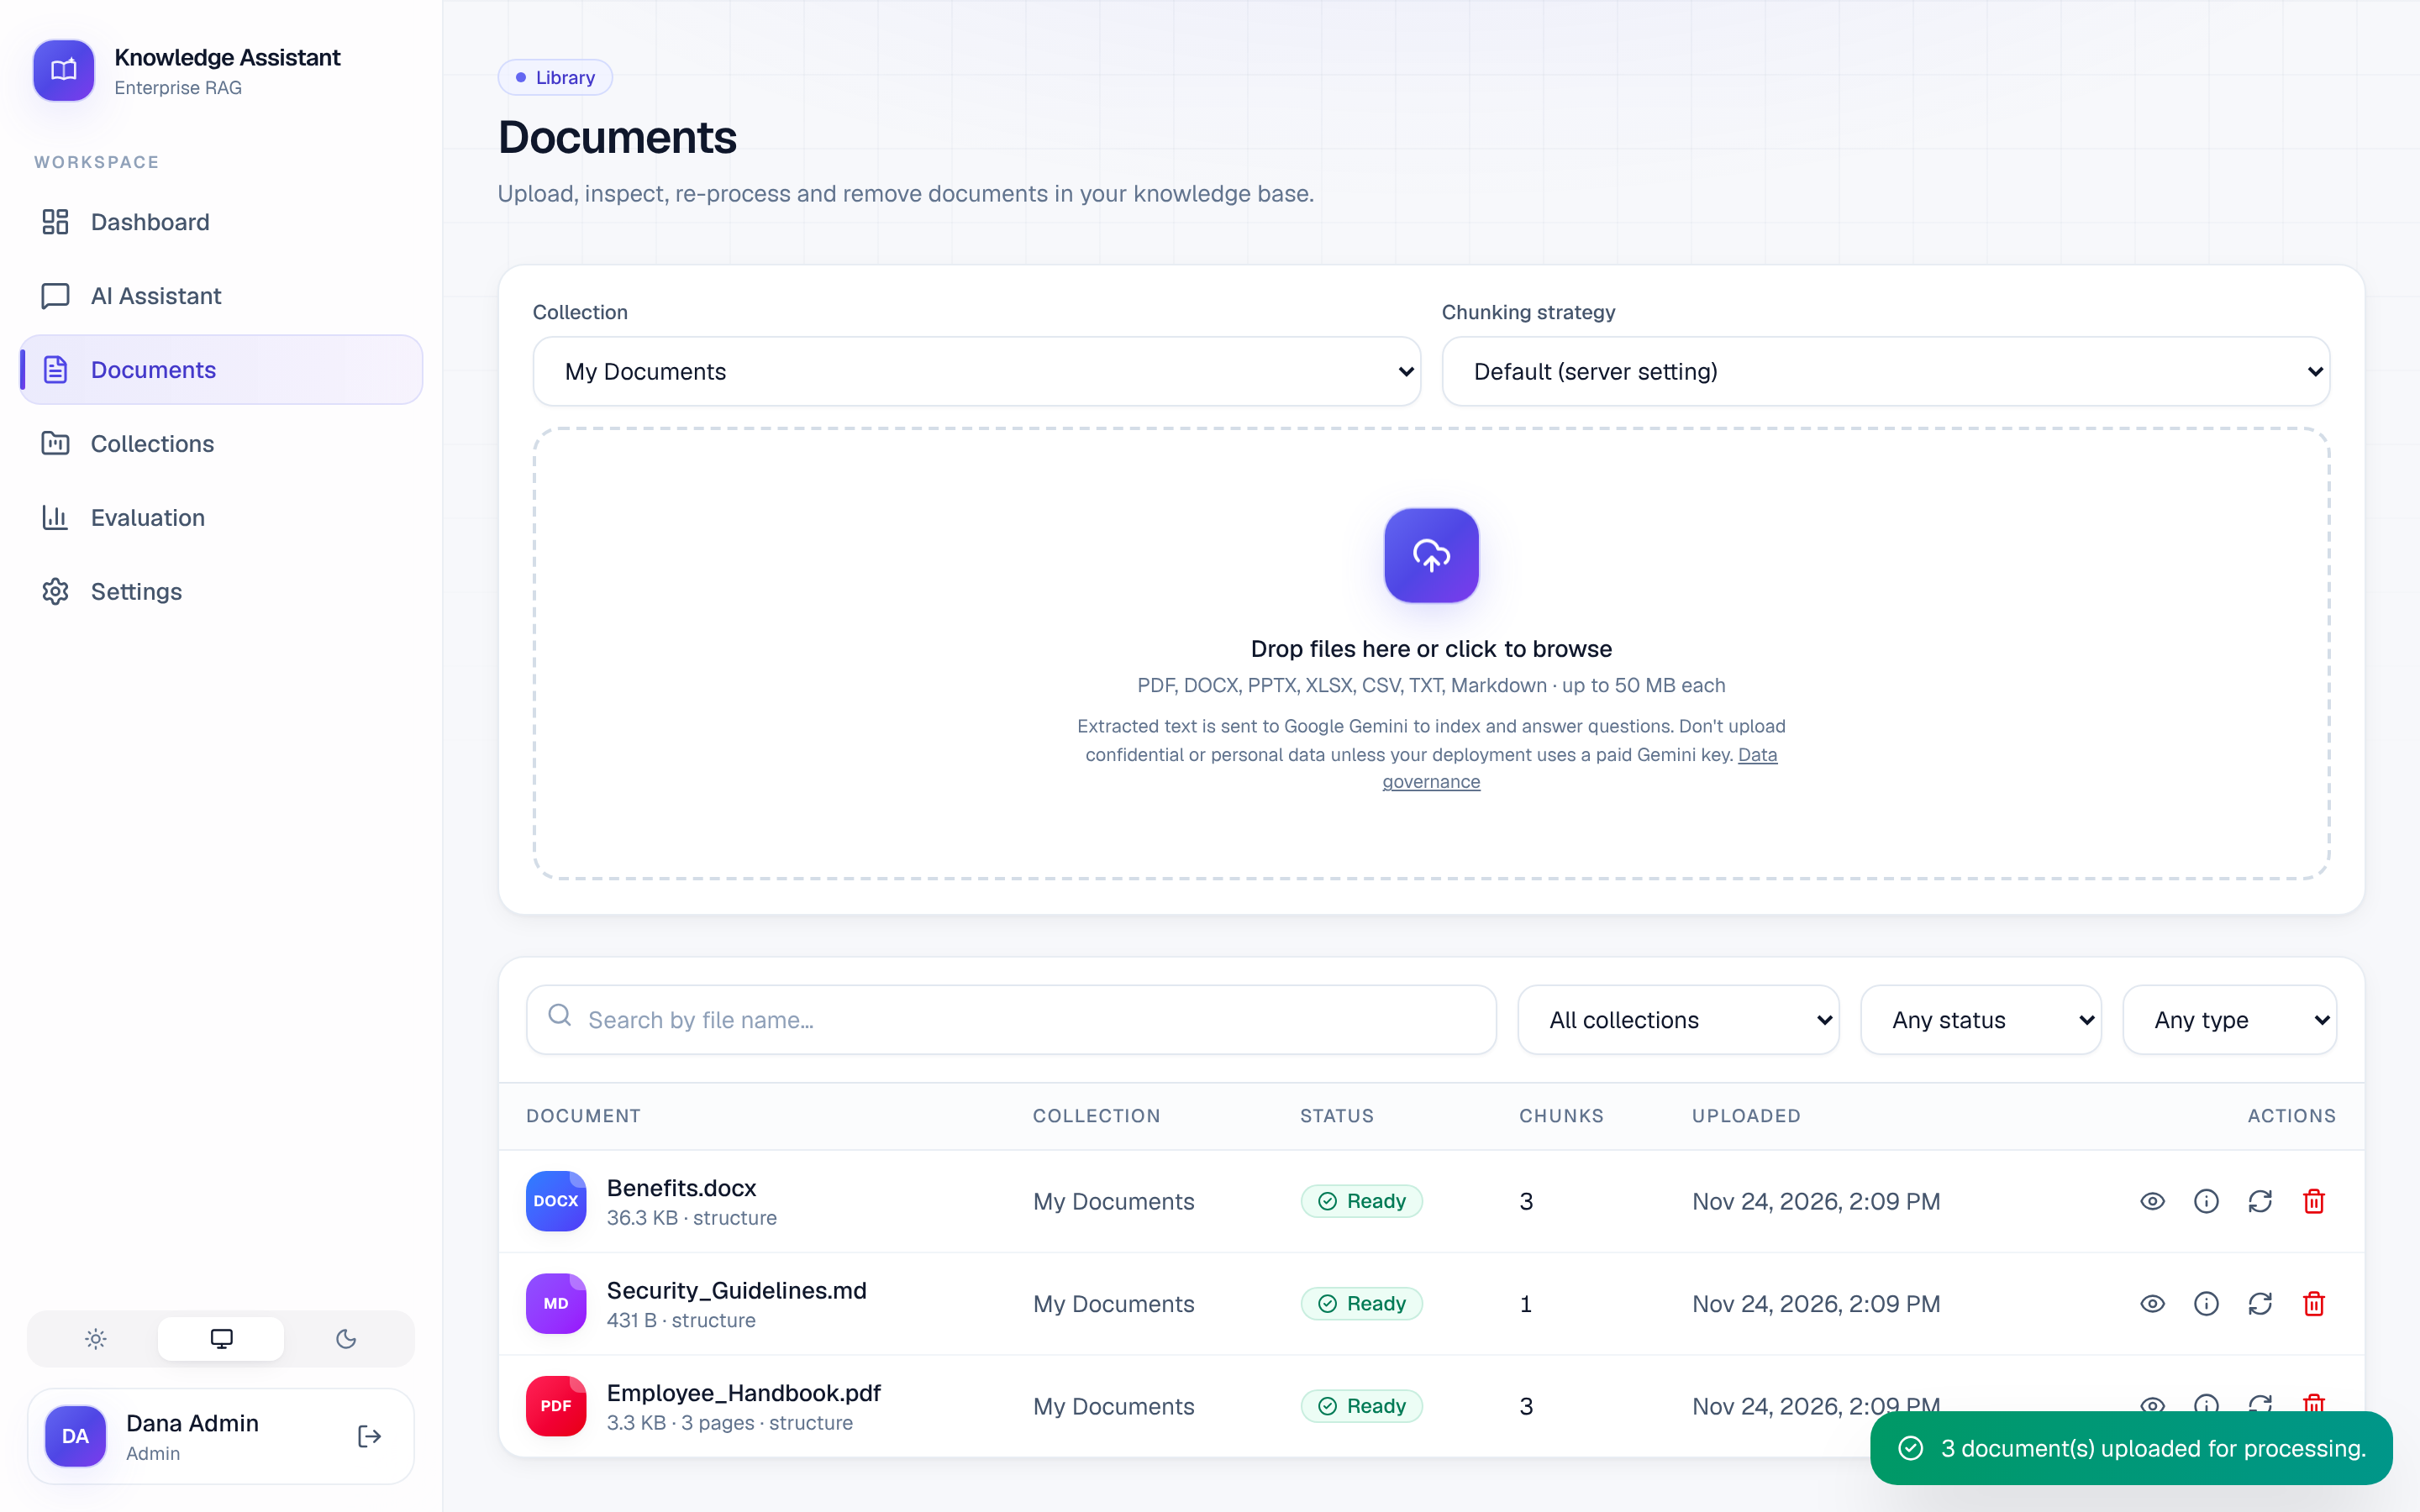 Knowledge Assistant
Enterprise RAG
WORKSPACE
Dashboard
AI Assistant
Documents
Collections
Evaluation
Settings
DA
Dana Admin
Admin
Library
Documents
Upload, inspect, re-process and remove documents in your knowledge base.
Collection
Chunking strategy
My Documents
Default (server setting)
Drop files here or click to browse
PDF, DOCX, PPTX, XLSX, CSV, TXT, Markdown · up to 50 MB each
Extracted text is sent to Google Gemini to index and answer questions. Don't upload
confidential or personal data unless your deployment uses a paid Gemini key. Data
governance
Search by file name...
All collections
Any status
Any type
DOCUMENT COLLECTION STATUS CHUNKS UPLOADED ACTIONS
DOCX Benefits.docx My Documents Ready 3 Nov 24, 2026, 2:09 PM
36.3 KB · structure
MD Security_Guidelines.md My Documents Ready 1 Nov 24, 2026, 2:09 PM
431 B · structure
PDF Employee_Handbook.pdf My Documents Ready 3 Nov 24, 2026, 2:09 PM
3.3 KB · 3 pages · structure
3 document(s) uploaded for processing.